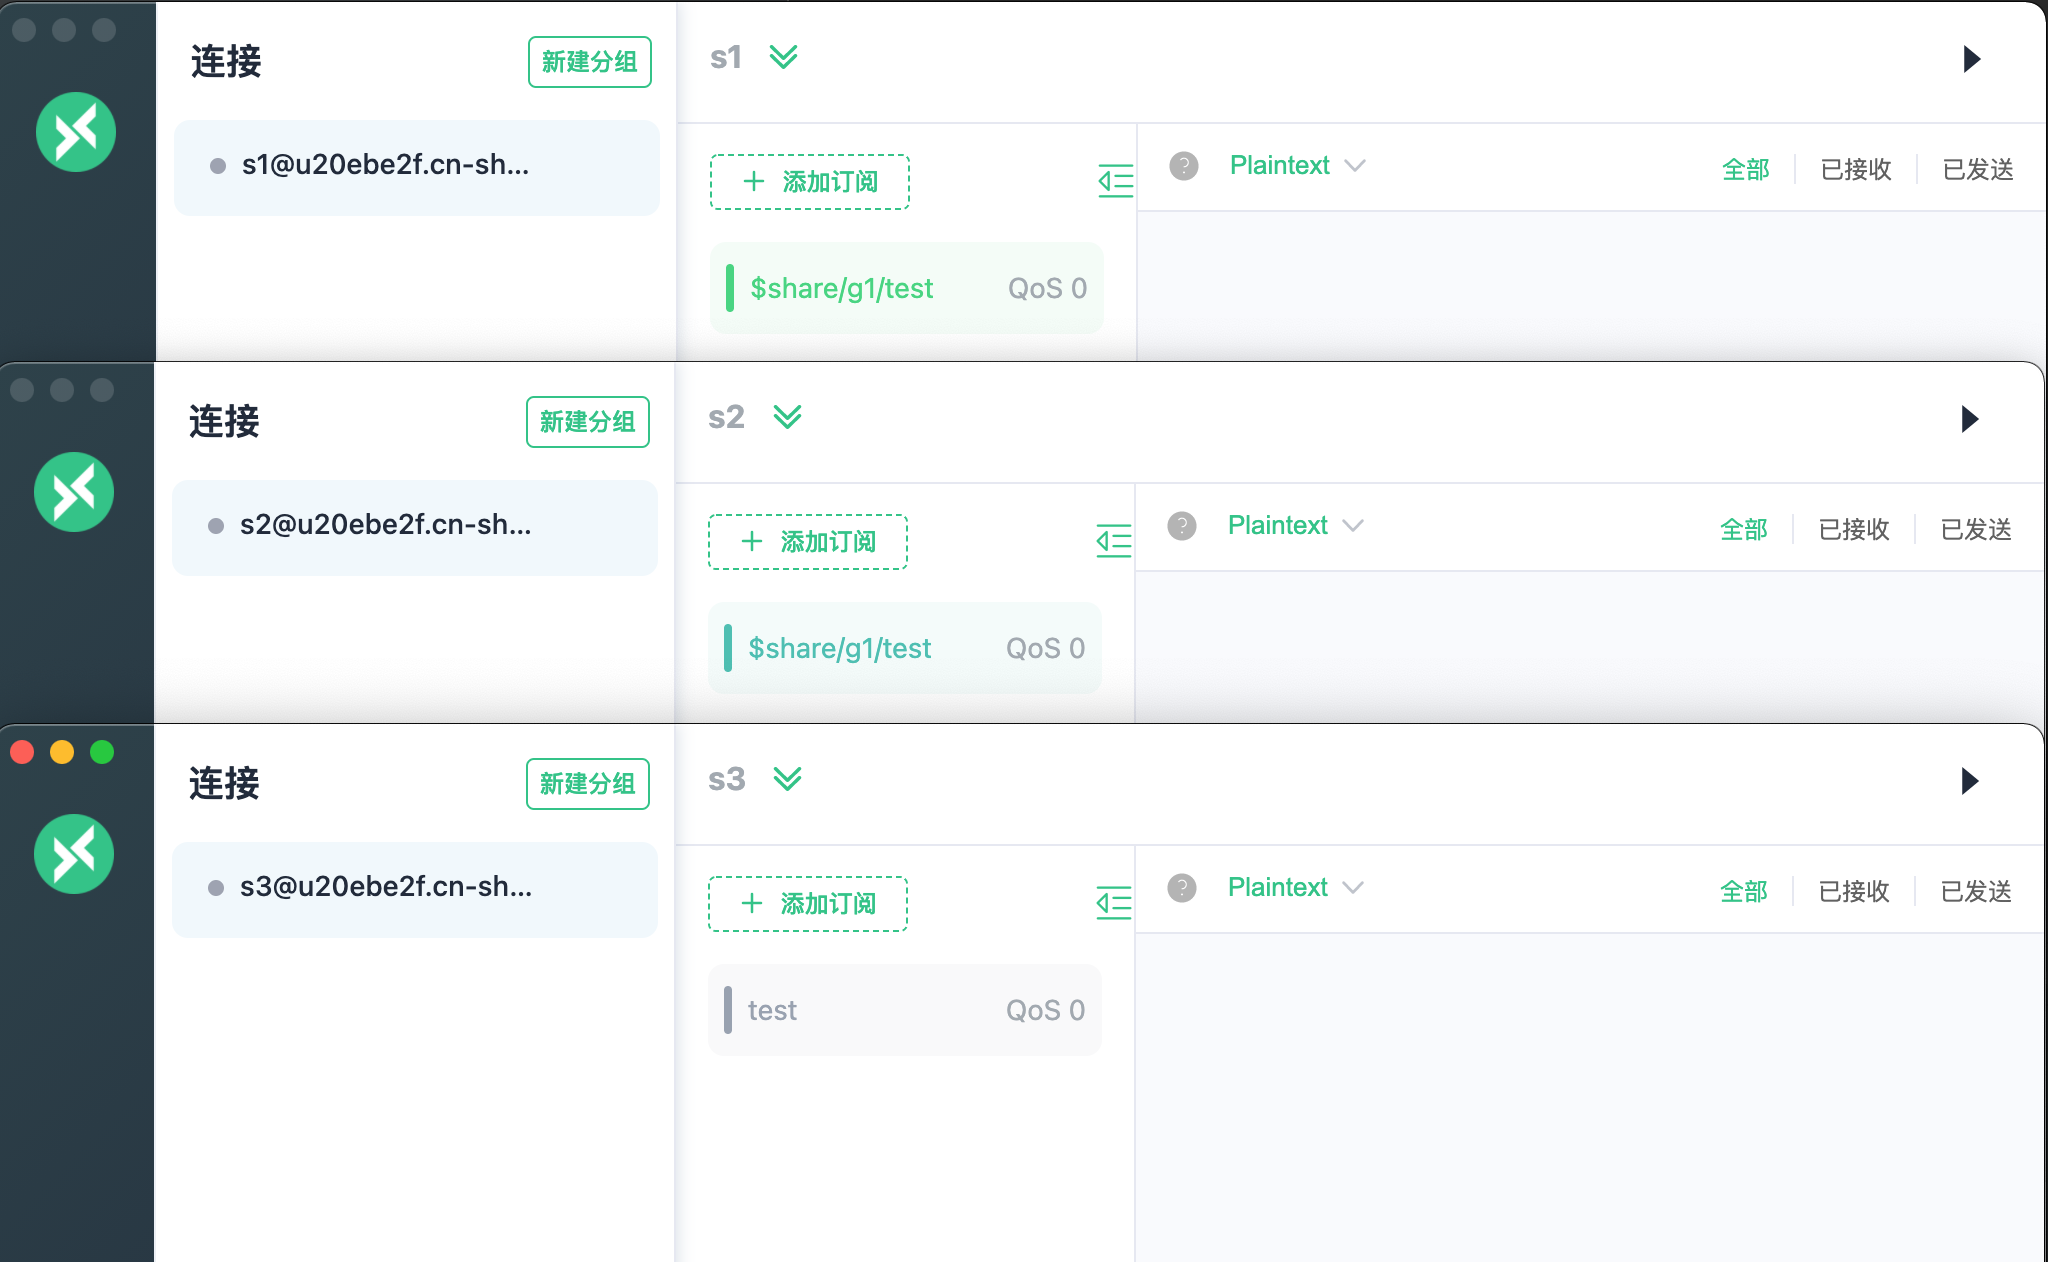 连接
新建分组
s1
s1@u20ebe2f.cn-sh...
添加订阅
Plaintext
全部
已接收
已发送
$share/g1/test
QoS 0
连接
新建分组
s2
s2@u20ebe2f.cn-sh...
添加订阅
Plaintext
全部
已接收
已发送
$share/g1/test
QoS 0
连接
新建分组
s3
s3@u20ebe2f.cn-sh...
添加订阅
Plaintext
全部
已接收
已发送
test
QoS 0